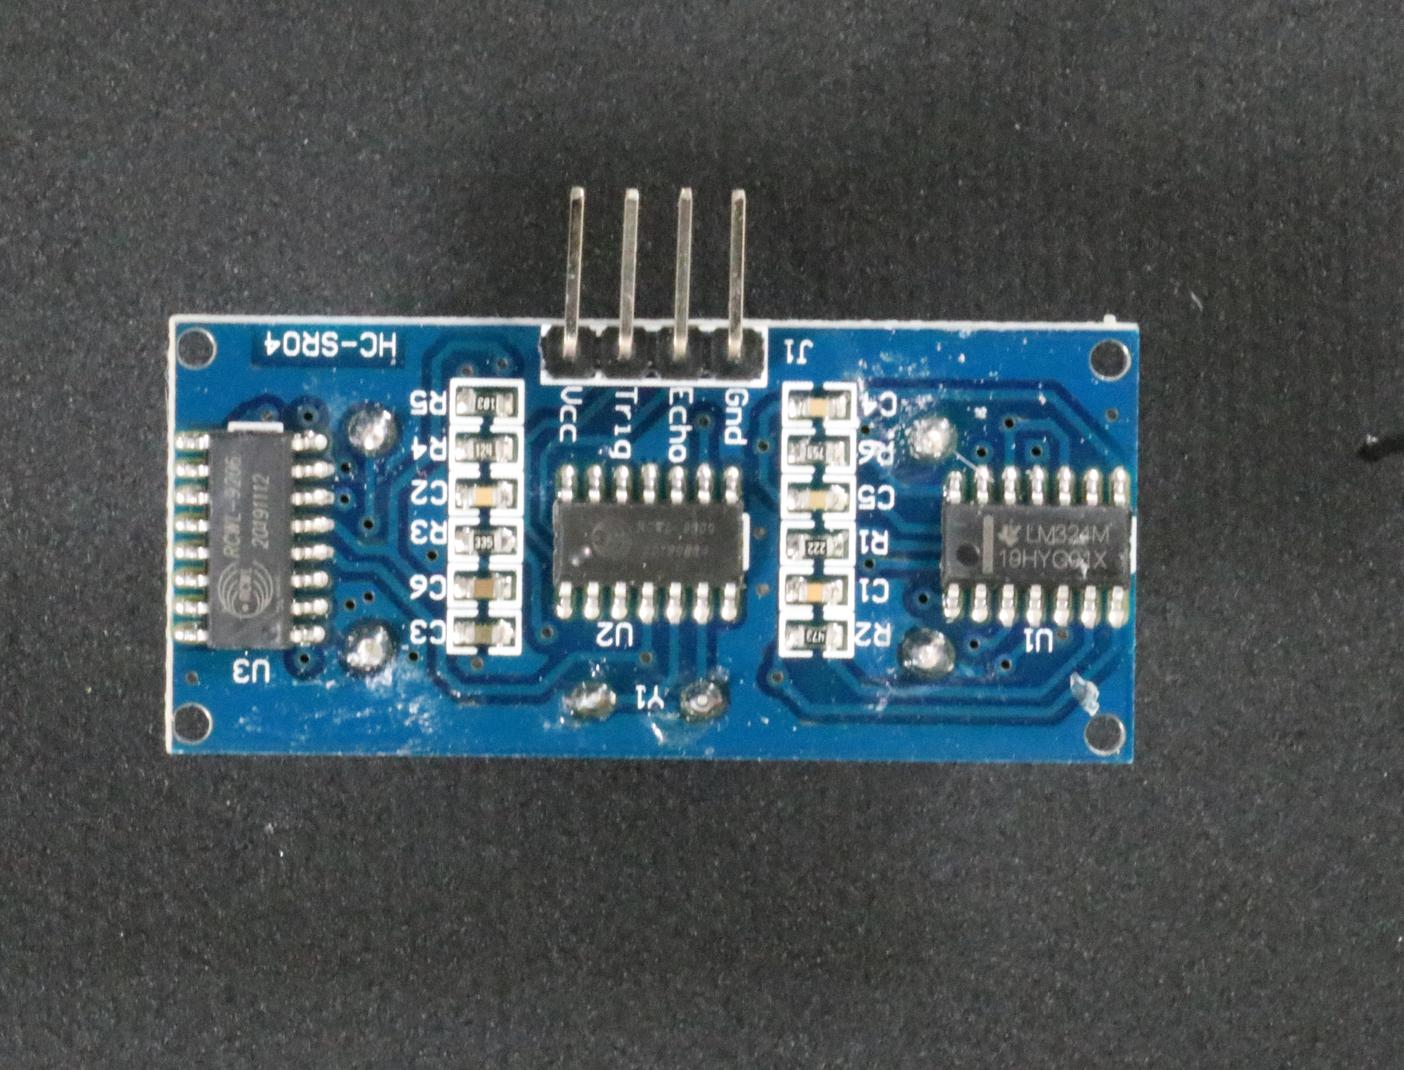 HC-SR04
J1
Vcc
Trig
Echo
Gnd
R5
R4
C2
R3
C6
C3
103
124
C4
R6
C5
R1
C1
R2
222
473
RCWL-9206
20191112
U3
U2
Y1
LM324M
U1